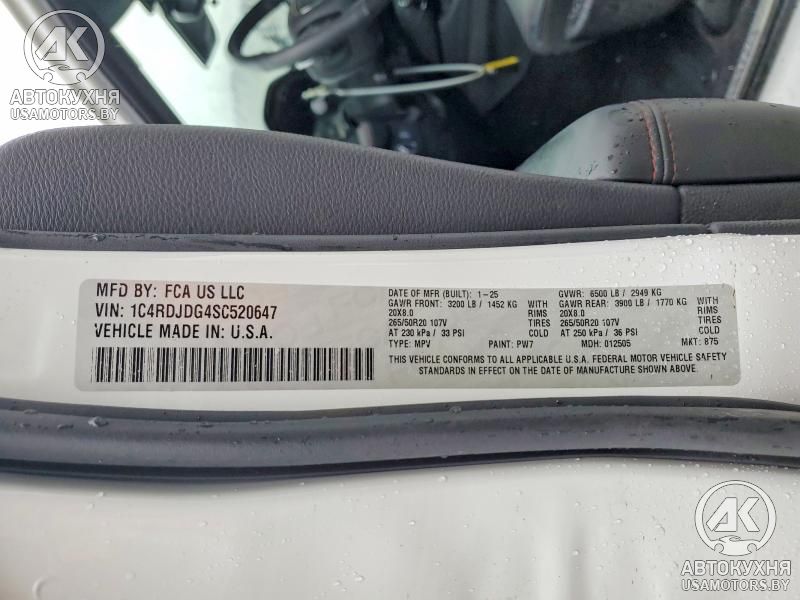 AK
АВТОКУХНЯ
USAMOTORS.BY
MFD BY: FCA US LLC
VIN: 1C4RDJDG4SC520647
VEHICLE MADE IN U.S.A.
DATE OF MFR (BUILT): 1-25 GVWR: 6500 LB / 2949 KG
GAWR FRONT: 3200 LB / 1452 KG WITH GAWR REAR: 3900 LB / 1770 KG WITH
20X8.0 RIMS 20X8.0 RIMS
265/50R20 107V TIRES 265/50R20 107V TIRES
AT 230 kPa / 33 PSI COLD AT 250 kPa / 36 PSI COLD
TYPE: MPV PAINT: PW7 MDH: 012505 MKT: 875
THIS VEHICLE CONFORMS TO ALL APPLICABLE U.S.A. FEDERAL MOTOR VEHICLE SAFETY
STANDARDS IN EFFECT ON THE DATE OF MANUFACTURE SHOWN ABOVE.
AK
АВТОКУХНЯ
USAMOTORS.BY